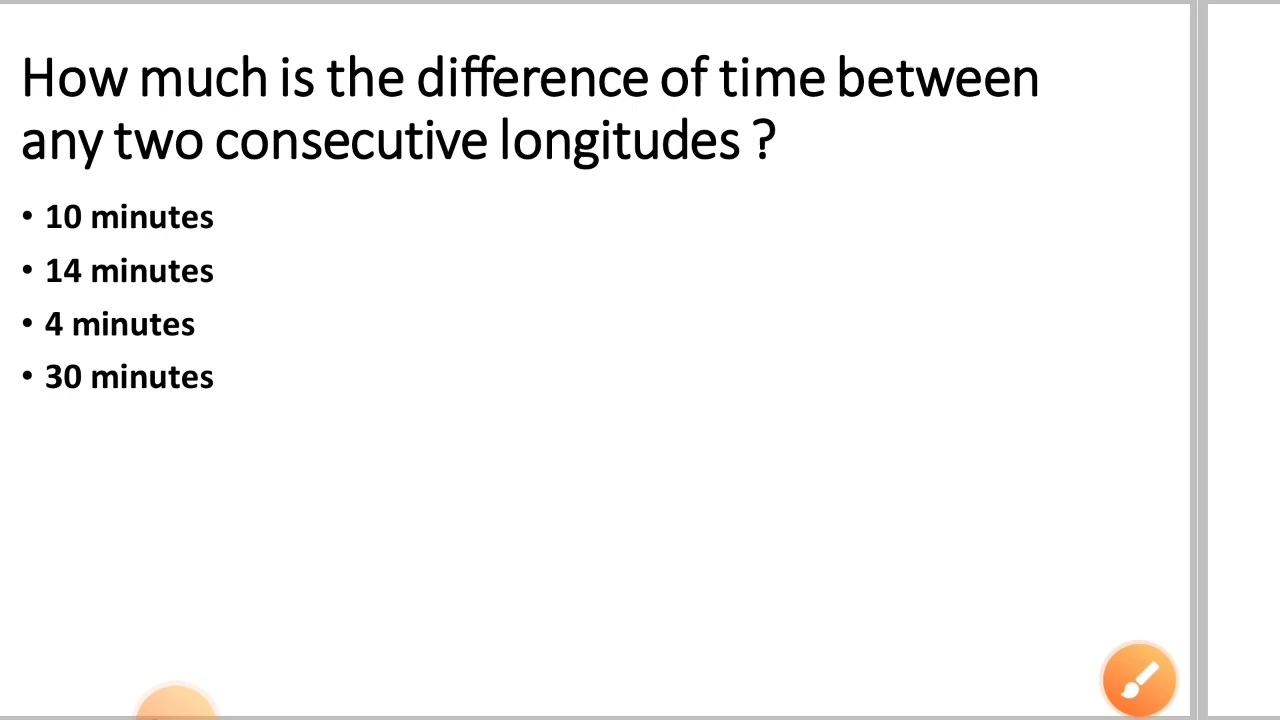 How much is the difference of time between
any two consecutive longitudes ?
• 10 minutes
• 14 minutes
• 4 minutes
• 30 minutes